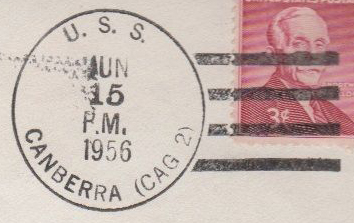 U. S. S.
JUN
15
P.M.
1956
CANBERRA (CAG 2)
3¢